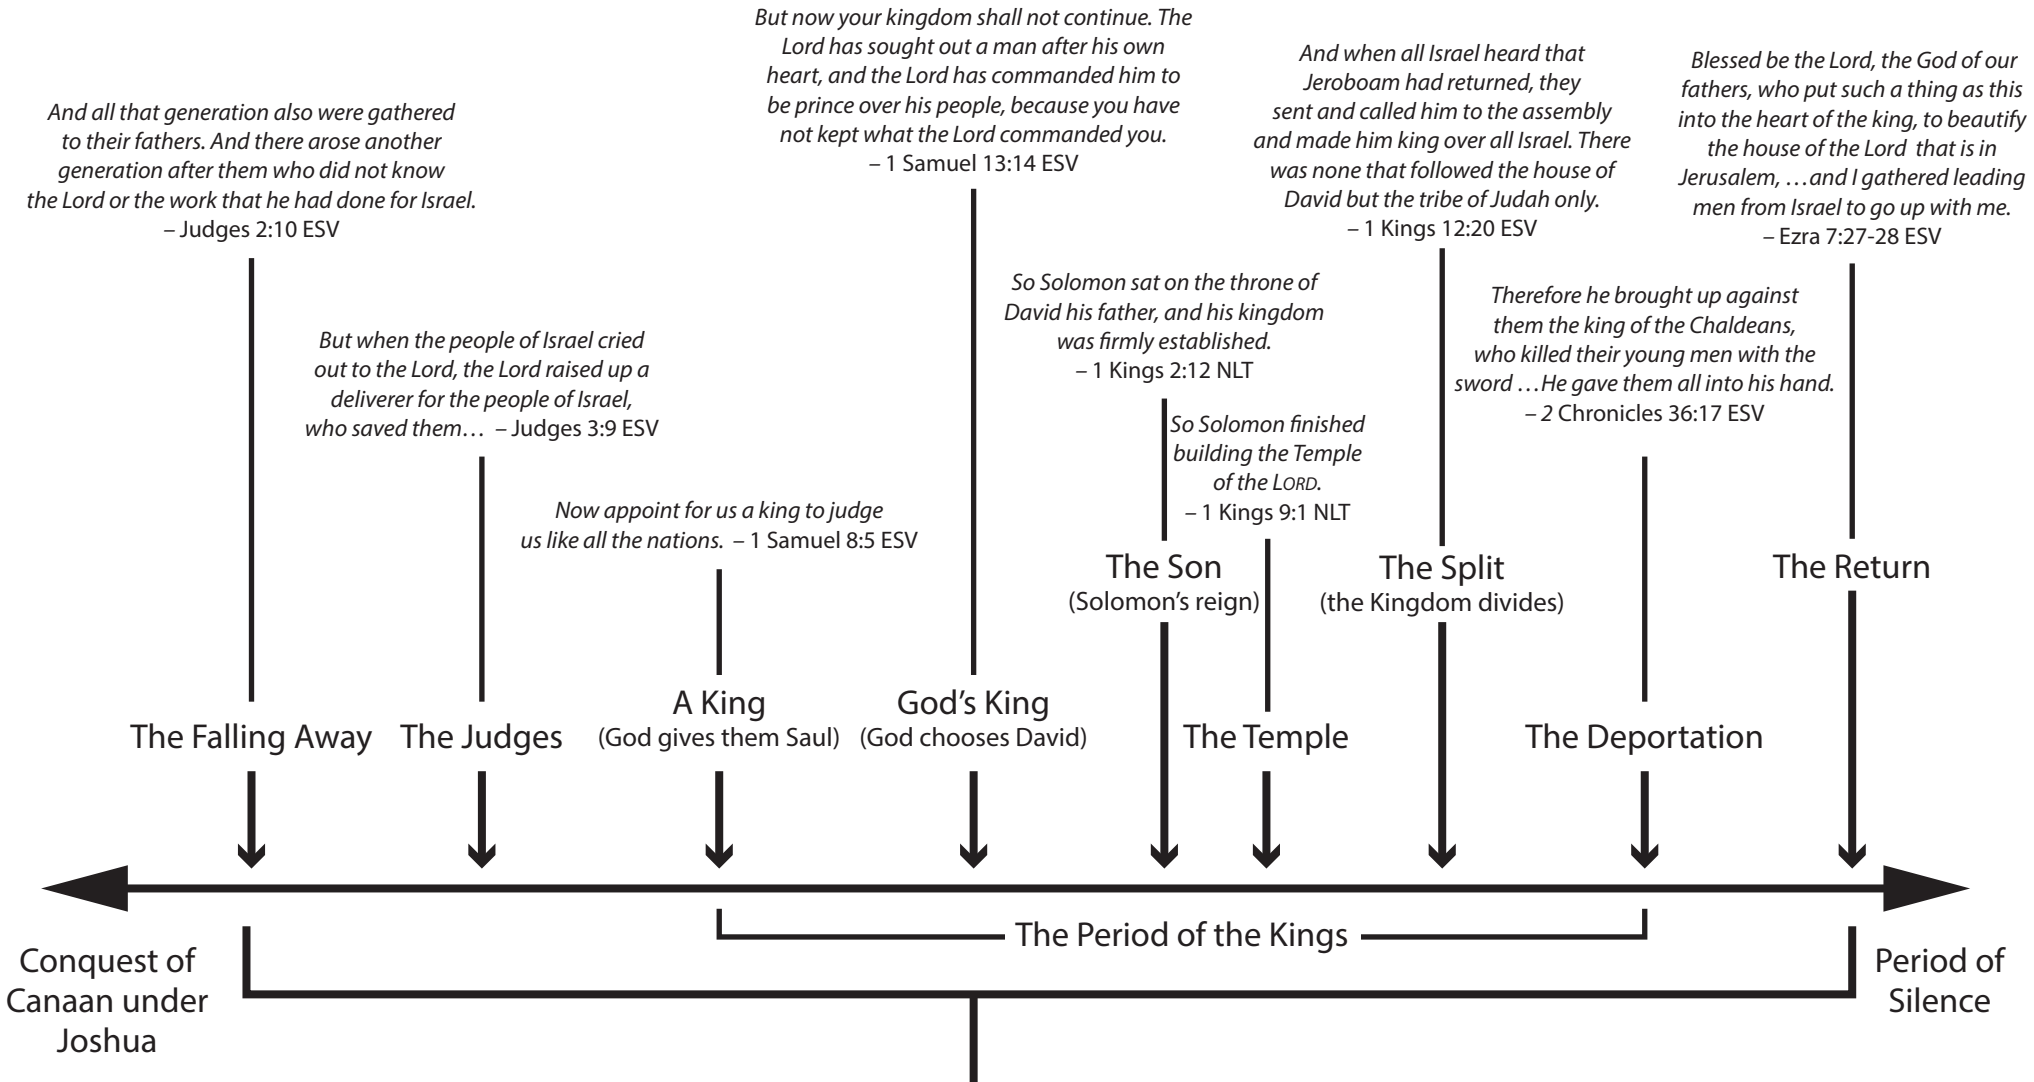 And all that generation also were gathered
to their fathers. And there arose another
generation after them who did not know
the Lord or the work that he had done for Israel.
– Judges 2:10 ESV
But when the people of Israel cried
out to the Lord, the Lord raised up a
deliverer for the people of Israel,
who saved them… – Judges 3:9 ESV
Now appoint for us a king to judge
us like all the nations. – 1 Samuel 8:5 ESV
But now your kingdom shall not continue. The
Lord has sought out a man after his own
heart, and the Lord has commanded him to
be prince over his people, because you have
not kept what the Lord commanded you.
– 1 Samuel 13:14 ESV
So Solomon sat on the throne of
David his father, and his kingdom
was firmly established.
– 1 Kings 2:12 NLT
So Solomon finished
building the Temple
of the LORD.
– 1 Kings 9:1 NLT
And when all Israel heard that
Jeroboam had returned, they
sent and called him to the assembly
and made him king over all Israel. There
was none that followed the house of
David but the tribe of Judah only.
– 1 Kings 12:20 ESV
Therefore he brought up against
them the king of the Chaldeans,
who killed their young men with the
sword …He gave them all into his hand.
– 2 Chronicles 36:17 ESV
Blessed be the Lord, the God of our
fathers, who put such a thing as this
into the heart of the king, to beautify
the house of the Lord that is in
Jerusalem, …and I gathered leading
men from Israel to go up with me.
– Ezra 7:27-28 ESV
The Falling Away
The Judges
A King
(God gives them Saul)
God's King
(God chooses David)
The Son
(Solomon's reign)
The Temple
The Split
(the Kingdom divides)
The Deportation
The Return
The Period of the Kings
Conquest of
Canaan under
Joshua
Period of
Silence